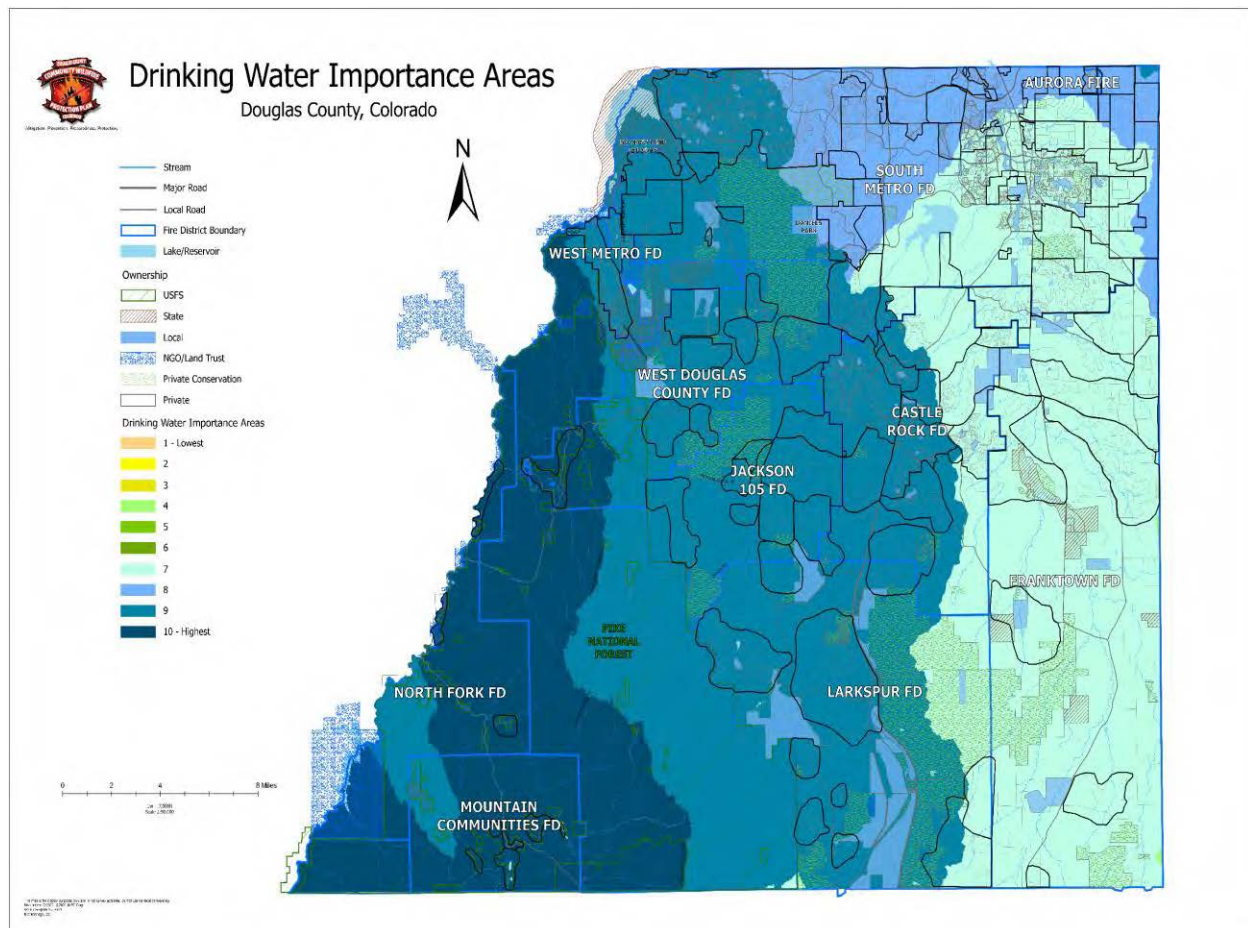 Drinking Water Importance Areas
Douglas County, Colorado
COMMUNITY WILDFIRE
PROTECTION PLAN
N
Stream
Major Road
Local Road
Fire District Boundary
Lake/Reservoir
Ownership
USFS
State
Local
NGO/Land Trust
Private Conservation
Private
Drinking Water Importance Areas
1 - Lowest
2
3
4
5
6
7
8
9
10 - Highest
0 2 4 8 Miles
AURORA FIRE
SOUTH
METRO FD
WEST METRO FD
WEST DOUGLAS
COUNTY FD
CASTLE
ROCK FD
JACKSON
105 FD
FRANKTOWN FD
PIKE
NATIONAL
FOREST
NORTH FORK FD
LARKSPUR FD
MOUNTAIN
COMMUNITIES FD